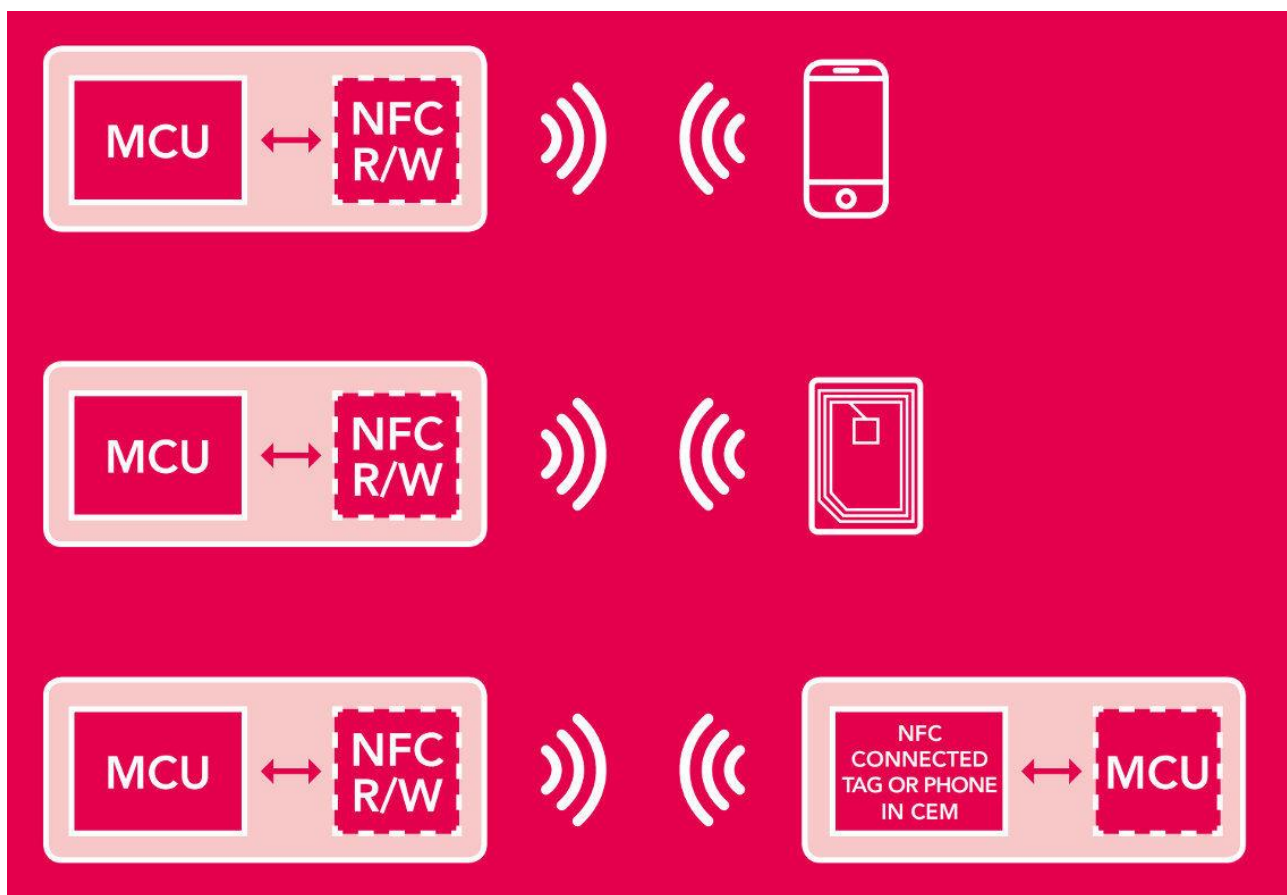 MCU
NFC
R/W
MCU
NFC
R/W
MCU
NFC
R/W
NFC
CONNECTED
TAG OR PHONE
IN CEM
MCU